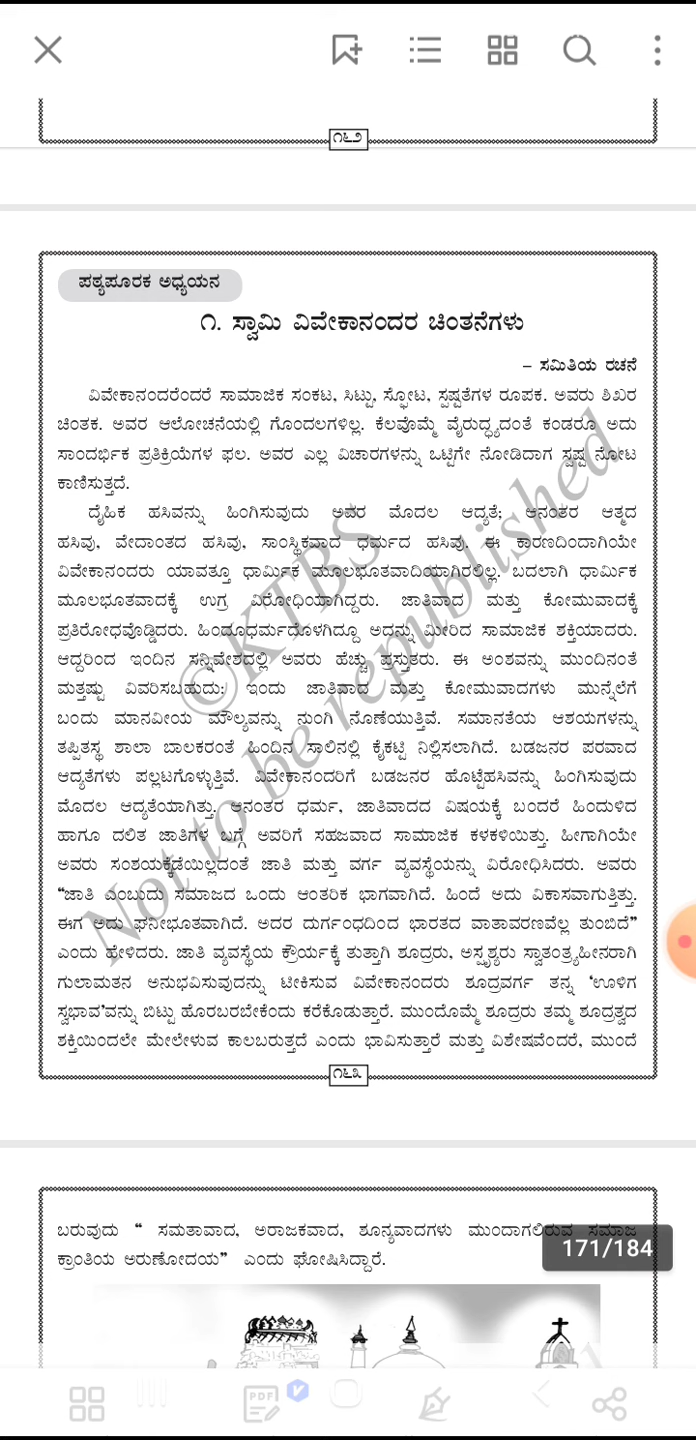 ೧೬೨
ಪಠ್ಯಪೂರಕ ಅಧ್ಯಯನ
೧. ಸ್ವಾಮಿ ವಿವೇಕಾನಂದರ ಚಿಂತನೆಗಳು
– ಸಮಿತಿಯ ರಚನೆ
ವಿವೇಕಾನಂದರೆಂದರೆ ಸಾಮಾಜಿಕ ಸಂಕಟ, ಸಿಟ್ಟು, ಸ್ಫೋಟ, ಸ್ಪಷ್ಟತೆಗಳ ರೂಪಕ. ಅವರು ಶಿಖರ
ಚಿಂತಕ. ಅವರ ಆಲೋಚನೆಯಲ್ಲಿ ಗೊಂದಲಗಳಿಲ್ಲ. ಕೆಲವೊಮ್ಮೆ ವೈರುದ್ಧ್ಯದಂತೆ ಕಂಡರೂ ಅದು
ಸಾಂದರ್ಭಿಕ ಪ್ರತಿಕ್ರಿಯೆಗಳ ಫಲ. ಅವರ ಎಲ್ಲ ವಿಚಾರಗಳನ್ನು ಒಟ್ಟಿಗೇ ನೋಡಿದಾಗ ಸ್ಪಷ್ಟ ನೋಟ
ಕಾಣಿಸುತ್ತದೆ.
ದೈಹಿಕ ಹಸಿವನ್ನು ಹಿಂಗಿಸುವುದು ಅವರ ಮೊದಲ ಆದ್ಯತೆ; ಆನಂತರ ಆತ್ಮದ
ಹಸಿವು, ವೇದಾಂತದ ಹಸಿವು, ಸಾಂಸ್ಥಿಕವಾದ ಧರ್ಮದ ಹಸಿವು. ಈ ಕಾರಣದಿಂದಾಗಿಯೇ
ವಿವೇಕಾನಂದರು ಯಾವತ್ತೂ ಧಾರ್ಮಿಕ ಮೂಲಭೂತವಾದಿಯಾಗಿರಲಿಲ್ಲ. ಬದಲಾಗಿ ಧಾರ್ಮಿಕ
ಮೂಲಭೂತವಾದಕ್ಕೆ ಉಗ್ರ ವಿರೋಧಿಯಾಗಿದ್ದರು. ಜಾತಿವಾದ ಮತ್ತು ಕೋಮುವಾದಕ್ಕೆ
ಪ್ರತಿರೋಧವೊಡ್ಡಿದರು. ಹಿಂದೂಧರ್ಮದೊಳಗಿದ್ದೂ ಅದನ್ನು ಮೀರಿದ ಸಾಮಾಜಿಕ ಶಕ್ತಿಯಾದರು.
ಆದ್ದರಿಂದ ಇಂದಿನ ಸನ್ನಿವೇಶದಲ್ಲಿ ಅವರು ಹೆಚ್ಚು ಪ್ರಸ್ತುತರು. ಈ ಅಂಶವನ್ನು ಮುಂದಿನಂತೆ
ಮತ್ತಷ್ಟು ವಿವರಿಸಬಹುದು: ಇಂದು ಜಾತಿವಾದ ಮತ್ತು ಕೋಮುವಾದಗಳು ಮುನ್ನೆಲೆಗೆ
ಬಂದು ಮಾನವೀಯ ಮೌಲ್ಯವನ್ನು ನುಂಗಿ ನೊಣೆಯುತ್ತಿವೆ. ಸಮಾನತೆಯ ಆಶಯಗಳನ್ನು
ತಪ್ಪಿತಸ್ಥ ಶಾಲಾ ಬಾಲಕರಂತೆ ಹಿಂದಿನ ಸಾಲಿನಲ್ಲಿ ಕೈಕಟ್ಟಿ ನಿಲ್ಲಿಸಲಾಗಿದೆ. ಬಡಜನರ ಪರವಾದ
ಆದ್ಯತೆಗಳು ಪಲ್ಲಟಗೊಳ್ಳುತ್ತಿವೆ. ವಿವೇಕಾನಂದರಿಗೆ ಬಡಜನರ ಹೊಟ್ಟೆಹಸಿವನ್ನು ಹಿಂಗಿಸುವುದು
ಮೊದಲ ಆದ್ಯತೆಯಾಗಿತ್ತು. ಆನಂತರ ಧರ್ಮ, ಜಾತಿವಾದದ ವಿಷಯಕ್ಕೆ ಬಂದರೆ ಹಿಂದುಳಿದ
ಹಾಗೂ ದಲಿತ ಜಾತಿಗಳ ಬಗ್ಗೆ ಅವರಿಗೆ ಸಹಜವಾದ ಸಾಮಾಜಿಕ ಕಳಕಳಿಯಿತ್ತು. ಹೀಗಾಗಿಯೇ
ಅವರು ಸಂಶಯಕ್ಕೆಡೆಯಿಲ್ಲದಂತೆ ಜಾತಿ ಮತ್ತು ವರ್ಗ ವ್ಯವಸ್ಥೆಯನ್ನು ವಿರೋಧಿಸಿದರು. ಅವರು
“ಜಾತಿ ಎಂಬುದು ಸಮಾಜದ ಒಂದು ಆಂತರಿಕ ಭಾಗವಾಗಿದೆ. ಹಿಂದೆ ಅದು ವಿಕಾಸವಾಗುತ್ತಿತ್ತು.
ಈಗ ಅದು ಘನೀಭೂತವಾಗಿದೆ. ಅದರ ದುರ್ಗಂಧದಿಂದ ಭಾರತದ ವಾತಾವರಣವೆಲ್ಲ ತುಂಬಿದೆ”
ಎಂದು ಹೇಳಿದರು. ಜಾತಿ ವ್ಯವಸ್ಥೆಯ ಕ್ರೌರ್ಯಕ್ಕೆ ತುತ್ತಾಗಿ ಶೂದ್ರರು, ಅಸ್ಪೃಶ್ಯರು ಸ್ವಾತಂತ್ರ್ಯಹೀನರಾಗಿ
ಗುಲಾಮತನ ಅನುಭವಿಸುವುದನ್ನು ಟೀಕಿಸುವ ವಿವೇಕಾನಂದರು ಶೂದ್ರವರ್ಗ ತನ್ನ ‘ಊಳಿಗ
ಸ್ವಭಾವ’ವನ್ನು ಬಿಟ್ಟು ಹೊರಬರಬೇಕೆಂದು ಕರೆಕೊಡುತ್ತಾರೆ. ಮುಂದೊಮ್ಮೆ ಶೂದ್ರರು ತಮ್ಮ ಶೂದ್ರತ್ವದ
ಶಕ್ತಿಯಿಂದಲೇ ಮೇಲೇಳುವ ಕಾಲಬರುತ್ತದೆ ಎಂದು ಭಾವಿಸುತ್ತಾರೆ ಮತ್ತು ವಿಶೇಷವೆಂದರೆ, ಮುಂದೆ
©KTBS
Not to be republished
೧೬೩
ಬರುವುದು “ ಸಮತಾವಾದ, ಅರಾಜಕವಾದ, ಶೂನ್ಯವಾದಗಳು ಮುಂದಾಗಲಿರುವ ಸಮಾಜ
171/184
ಕ್ರಾಂತಿಯ ಅರುಣೋದಯ” ಎಂದು ಘೋಷಿಸಿದ್ದಾರೆ.
PDF